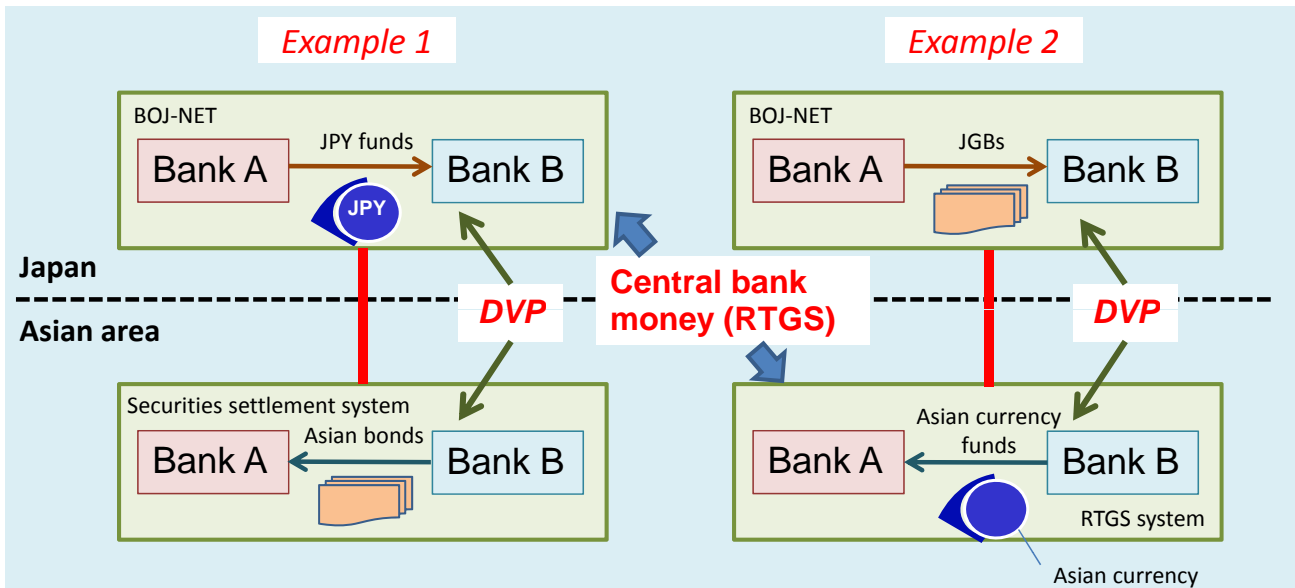 Example 1
BOJ-NET
Bank A
JPY funds
Bank B
JPY
Example 2
BOJ-NET
Bank A
JGBs
Bank B
Japan
Asian area
DVP
Central bank
money (RTGS)
DVP
Securities settlement system
Bank A
Asian bonds
Bank B
Bank A
Asian currency
funds
Bank B
RTGS system
Asian currency